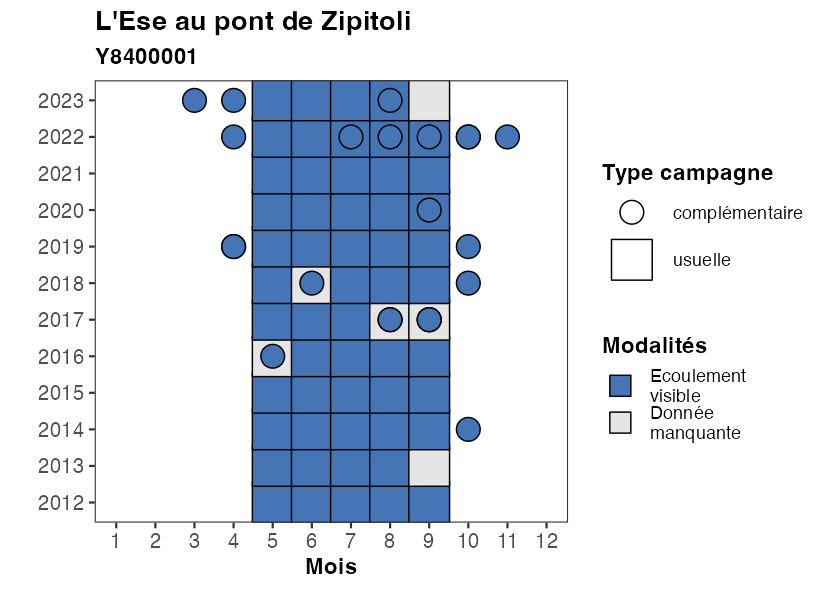 L'Ese au pont de Zipitoli
Y8400001
2023
2022
2021
2020
2019
2018
2017
2016
2015
2014
2013
2012
1 2 3 4 5 6 7 8 9 10 11 12
Mois
Type campagne
complémentaire
usuelle
Modalités
Ecoulement
visible
Donnée
manquante